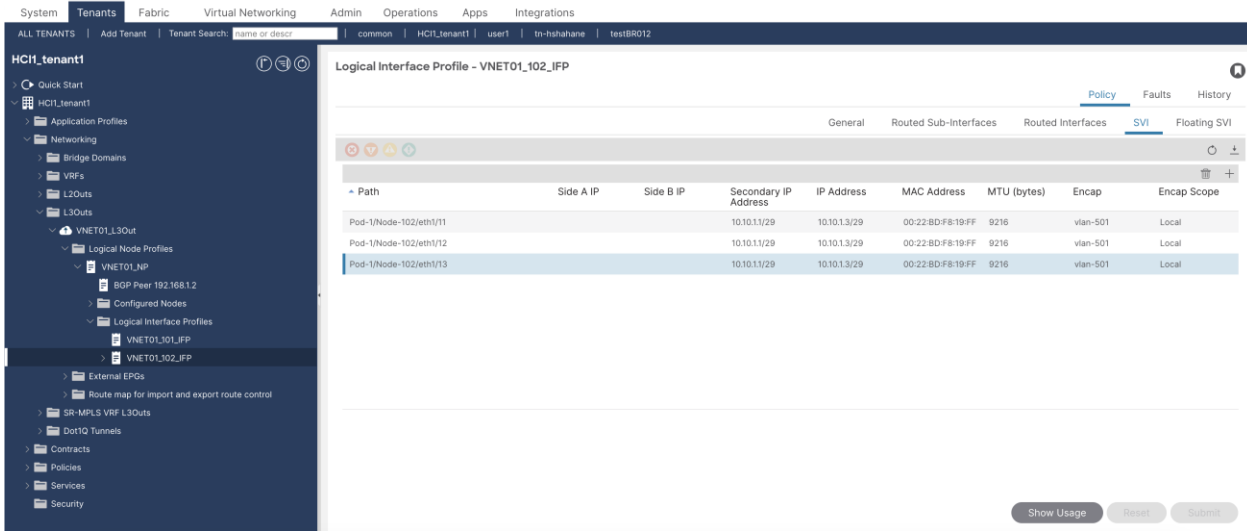 System Tenants Fabric Virtual Networking Admin Operations Apps Integrations
ALL TENANTS | Add Tenant | Tenant Search: name or descr | common | HCI1_tenant1 | user1 | tn-hshahane | testBR012
HCI1_tenant1
Quick Start
HCI1_tenant1
Application Profiles
Networking
Bridge Domains
VRFs
L2Outs
L3Outs
VNET01_L3Out
Logical Node Profiles
VNET01_NP
BGP Peer 192.168.1.2
Configured Nodes
Logical Interface Profiles
VNET01_101_IFP
VNET01_102_IFP
External EPGs
Route map for import and export route control
SR-MPLS VRF L3Outs
Dot1Q Tunnels
Contracts
Policies
Services
Security
Logical Interface Profile - VNET01_102_IFP
Policy Faults History
General Routed Sub-Interfaces Routed Interfaces SVI Floating SVI
Path Side A IP Side B IP Secondary IP Address IP Address MAC Address MTU (bytes) Encap Encap Scope
Pod-1/Node-102/eth1/11 10.10.1.1/29 10.10.1.3/29 00:22:BD:F8:19:FF 9216 vlan-501 Local
Pod-1/Node-102/eth1/12 10.10.1.1/29 10.10.1.3/29 00:22:BD:F8:19:FF 9216 vlan-501 Local
Pod-1/Node-102/eth1/13 10.10.1.1/29 10.10.1.3/29 00:22:BD:F8:19:FF 9216 vlan-501 Local
Show Usage Reset Submit